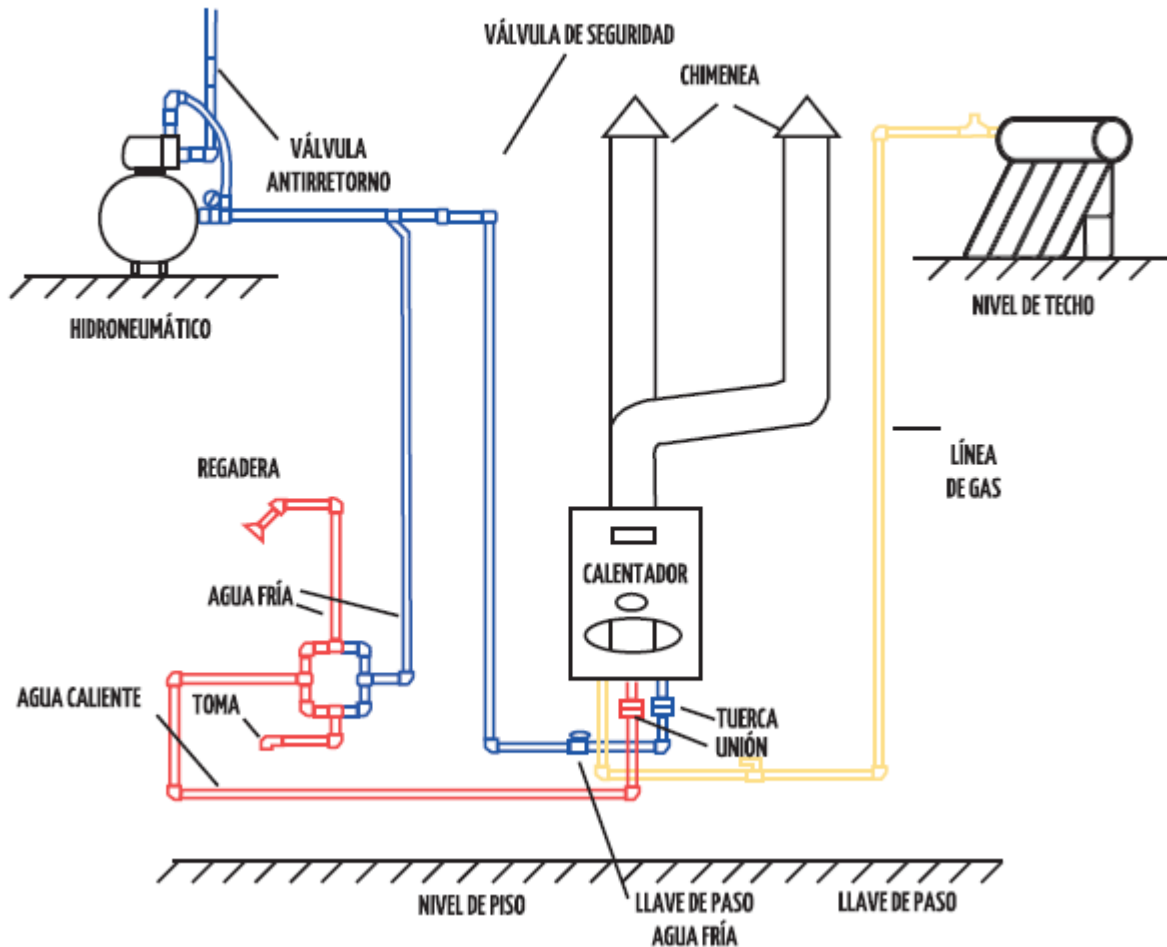 VÁLVULA DE SEGURIDAD
CHIMENEA
VÁLVULA
ANTIRRETORNO
HIDRONEUMÁTICO
NIVEL DE TECHO
REGADERA
LÍNEA
DE GAS
CALENTADOR
AGUA FRÍA
AGUA CALIENTE
TOMA
TUERCA
UNIÓN
NIVEL DE PISO
LLAVE DE PASO
AGUA FRÍA
LLAVE DE PASO